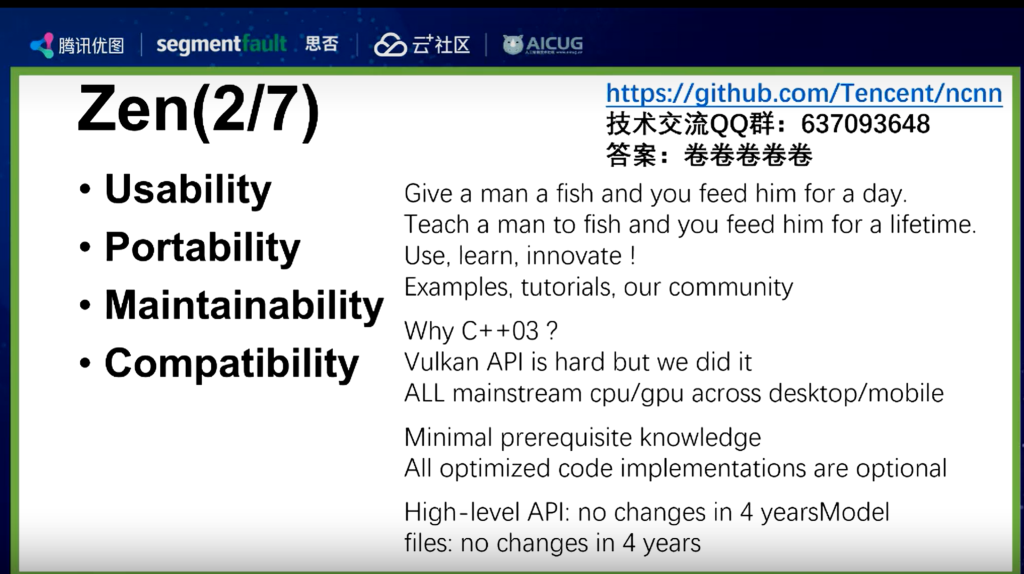 腾讯优图 segmentfault 思否 云+社区 AICUG
Zen(2/7)
https://github.com/Tencent/ncnn
技术交流QQ群：637093648
答案：卷卷卷卷卷
• Usability
• Portability
• Maintainability
• Compatibility
Give a man a fish and you feed him for a day.
Teach a man to fish and you feed him for a lifetime.
Use, learn, innovate !
Examples, tutorials, our community
Why C++03 ?
Vulkan API is hard but we did it
ALL mainstream cpu/gpu across desktop/mobile
Minimal prerequisite knowledge
All optimized code implementations are optional
High-level API: no changes in 4 yearsModel
files: no changes in 4 years